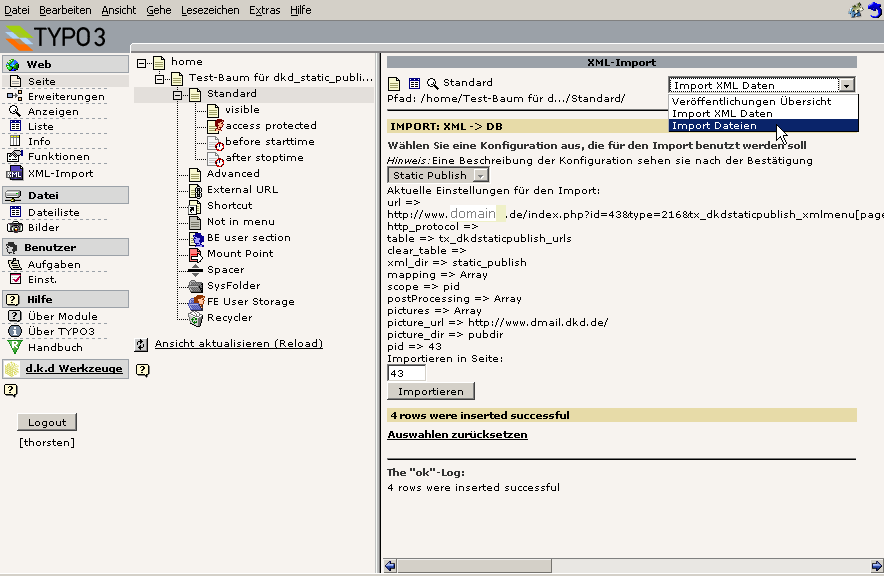 Datei Bearbeiten Ansicht Gehe Lesezeichen Extras Hilfe
TYPO3
Web
Seite
Erweiterungen
Anzeigen
Liste
Info
Funktionen
XML-Import
Datei
Dateiliste
Bilder
Benutzer
Aufgaben
Einst.
Hilfe
Über Module
Über TYPO3
Handbuch
d.k.d Werkzeuge
Logout
[thorsten]
home
Test-Baum für dkd_static_publi...
Standard
visible
access protected
before starttime
after stoptime
Advanced
External URL
Shortcut
Not in menu
BE user section
Mount Point
Spacer
SysFolder
FE User Storage
Recycler
Ansicht aktualisieren (Reload)
XML-Import
Standard
Import XML Daten
Pfad: /home/Test-Baum für d.../Standard/
Veröffentlichungen Übersicht
Import XML Daten
Import Dateien
IMPORT: XML -> DB
Wählen Sie eine Konfiguration aus, die für den Import benutzt werden soll
Hinweis: Eine Beschreibung der Konfiguration sehen sie nach der Bestätigung
Static Publish
Aktuelle Einstellungen für den Import:
url =>
http://www.domain.de/index.php?id=43&type=216&tx_dkdstaticpublish_xmlmenu[page
http_protocol =>
table => tx_dkdstaticpublish_urls
clear_table =>
xml_dir => static_publish
mapping => Array
scope => pid
postProcessing => Array
pictures => Array
picture_url => http://www.dmail.dkd.de/
picture_dir => pubdir
pid => 43
Importieren in Seite:
43
Importieren
4 rows were inserted successful
Auswahlen zurücksetzen
The "ok"-Log:
4 rows were inserted successful